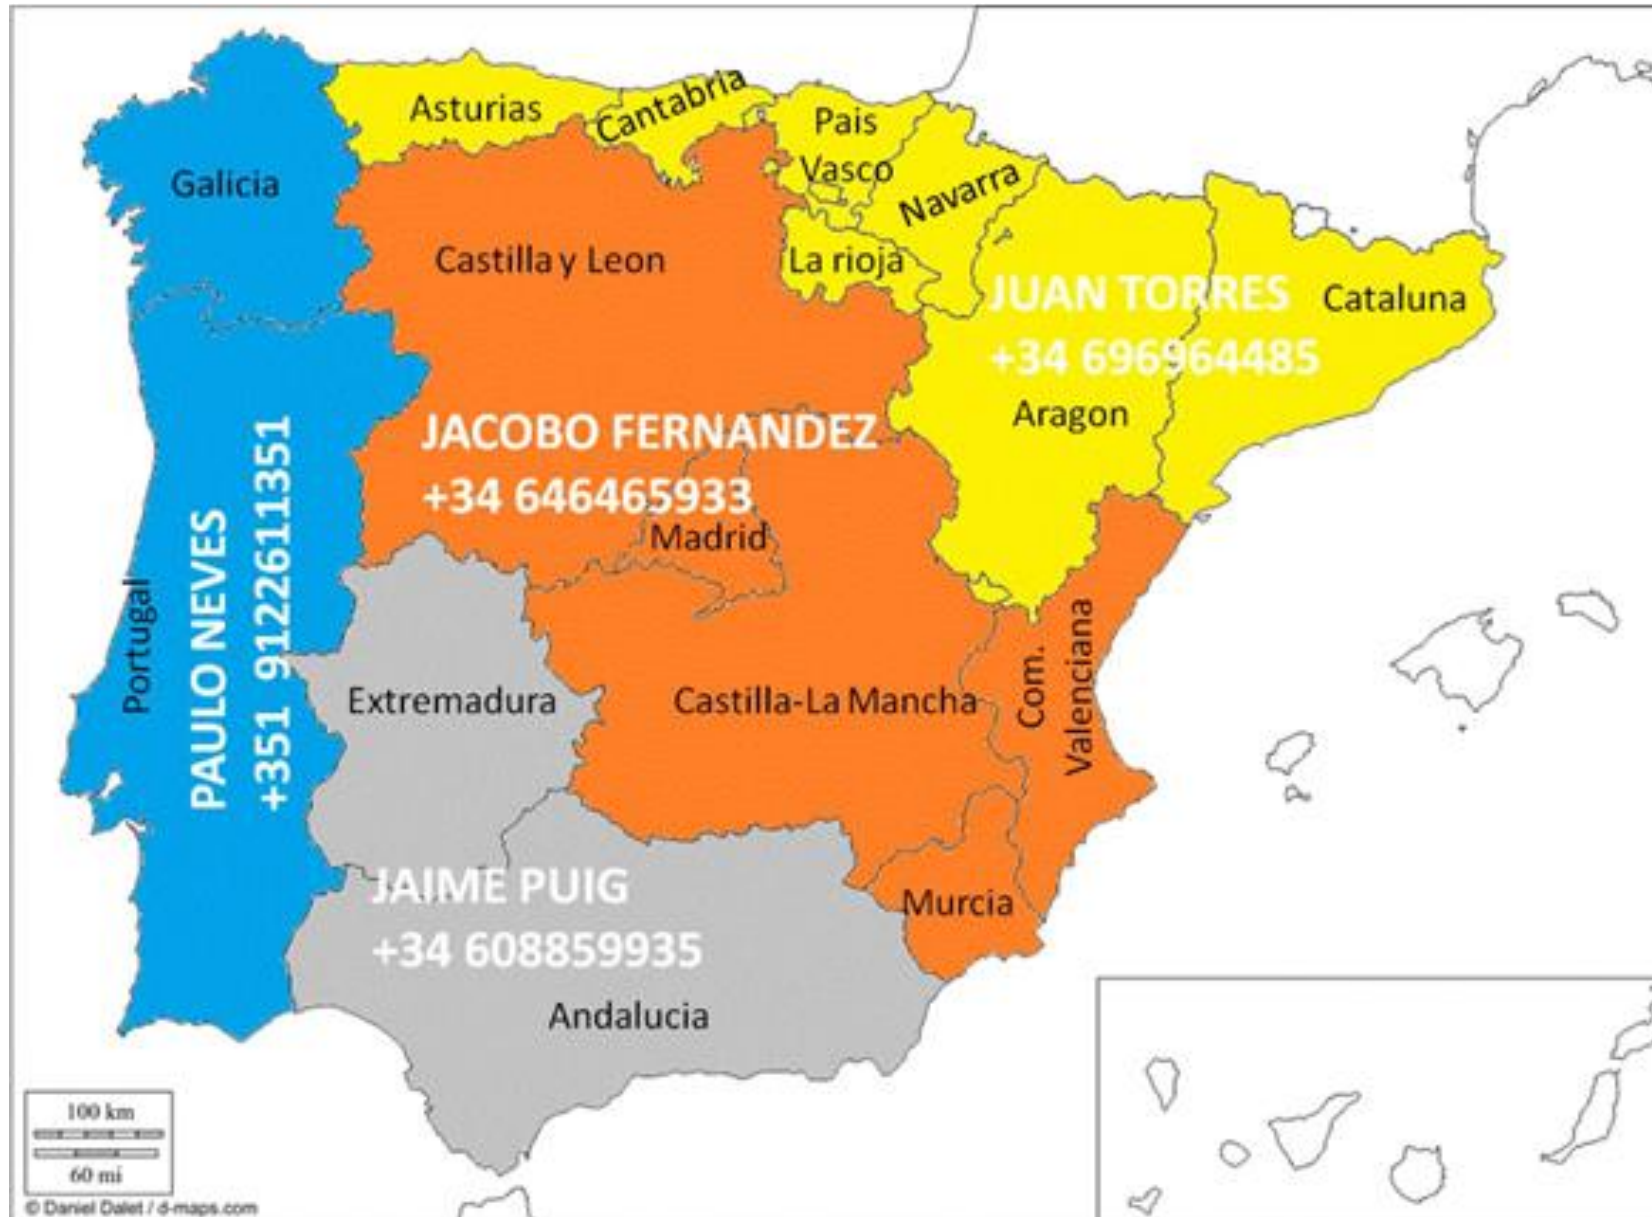 Asturias
Cantabria
Pais
Vasco
Navarra
Galicia
Castilla y Leon
La rioja
JUAN TORRES
+34 696964485
Cataluna
Aragon
JACOBO FERNANDEZ
+34 646465933
Madrid
Portugal
PAULO NEVES
+351 912261 1351
Extremadura
Castilla-La Mancha
Com.
Valenciana
JAIME PUIG
+34 608859935
Murcia
Andalucia
100 km
60 mi
© Daniel Dalet / d-maps.com